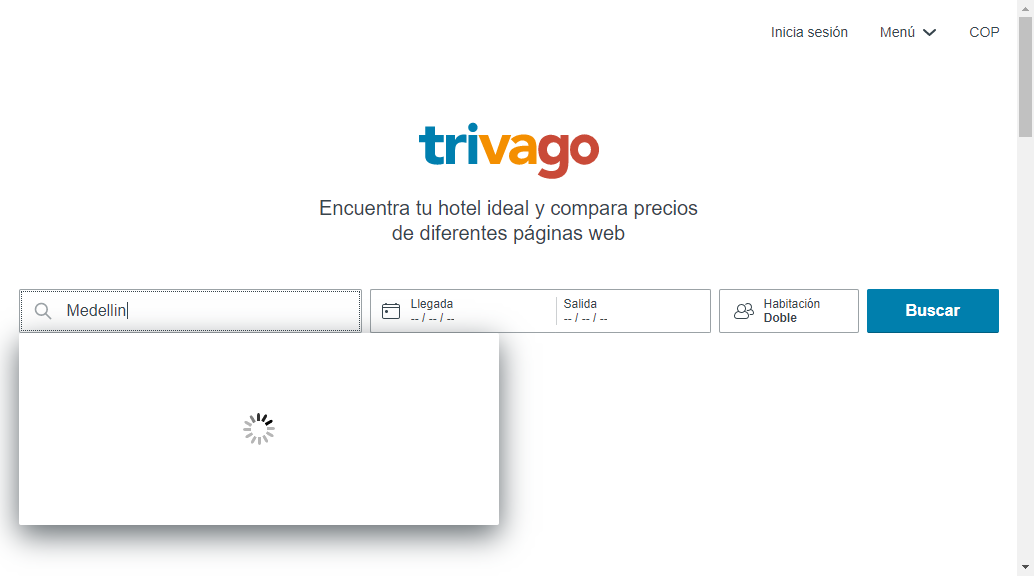 Inicia sesión Menú COP
trivago
Encuentra tu hotel ideal y compara precios
de diferentes páginas web
Medellin
Llegada
-- / -- / --
Salida
-- / -- / --
Habitación
Doble
Buscar